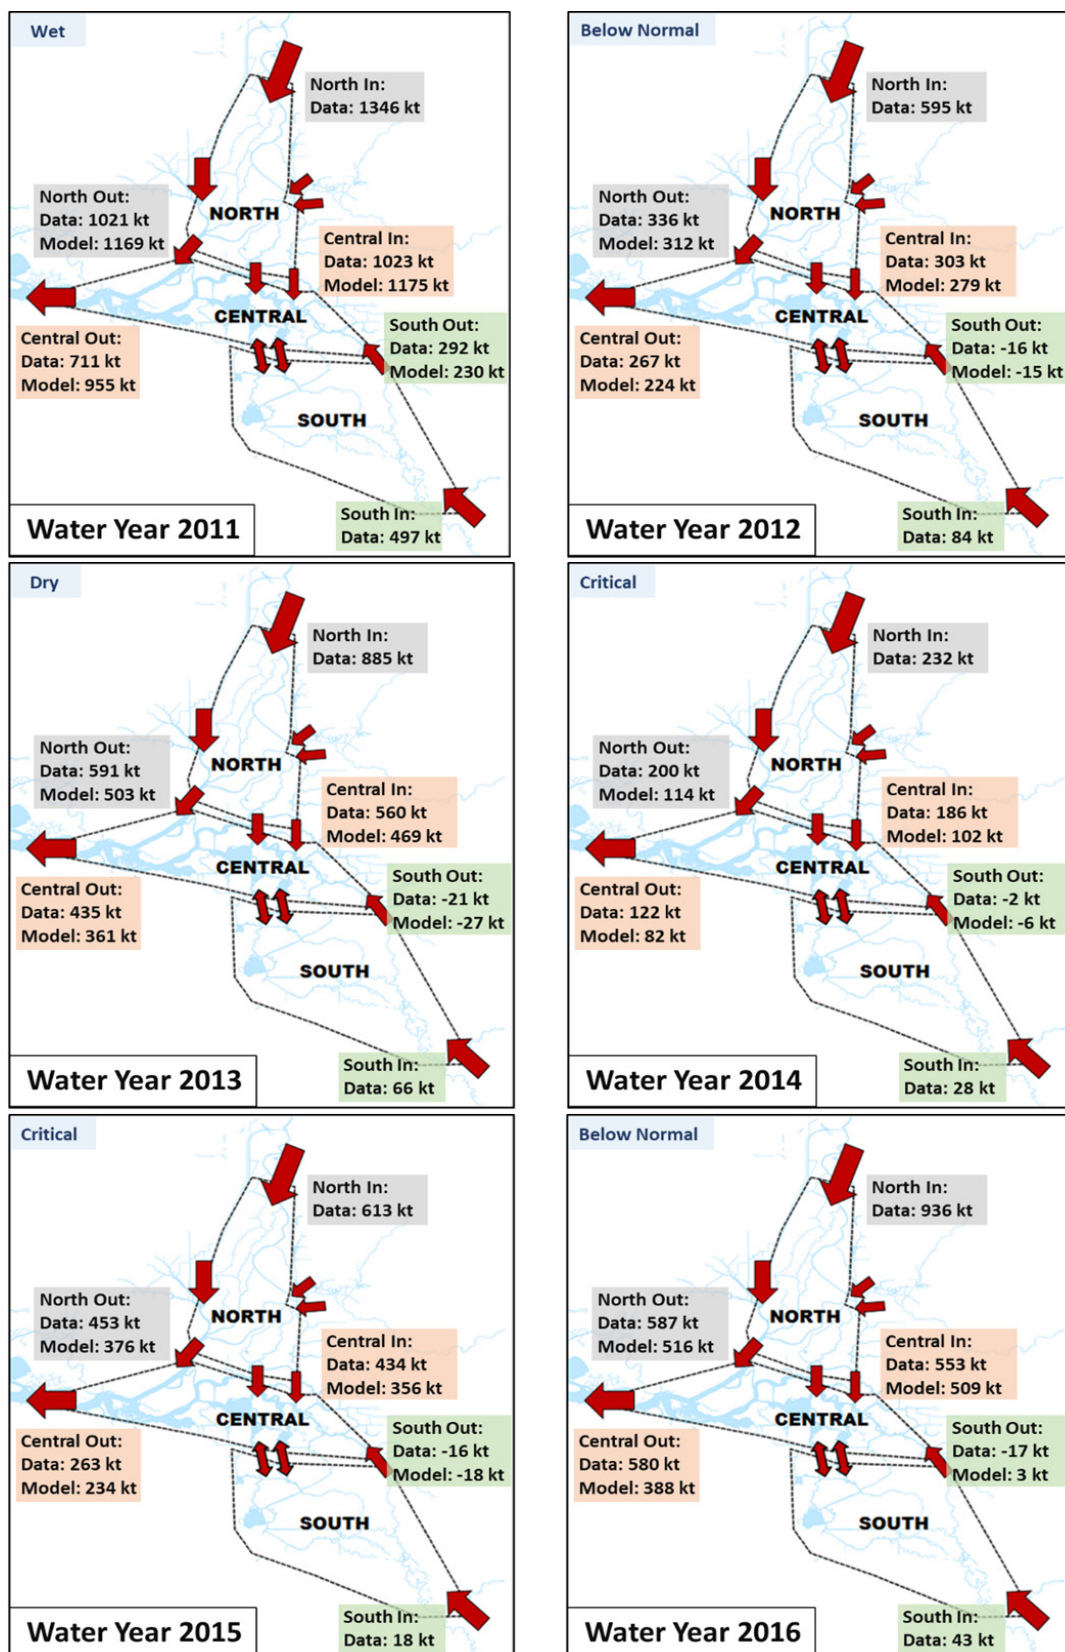 Wet
North In:
Data: 1346 kt
North Out:
Data: 1021 kt
Model: 1169 kt
NORTH
Central In:
Data: 1023 kt
Model: 1175 kt
CENTRAL
South Out:
Data: 292 kt
Model: 230 kt
Central Out:
Data: 711 kt
Model: 955 kt
SOUTH
South In:
Data: 497 kt
Water Year 2011
Below Normal
North In:
Data: 595 kt
North Out:
Data: 336 kt
Model: 312 kt
NORTH
Central In:
Data: 303 kt
Model: 279 kt
CENTRAL
South Out:
Data: -16 kt
Model: -15 kt
Central Out:
Data: 267 kt
Model: 224 kt
SOUTH
South In:
Data: 84 kt
Water Year 2012
Dry
North In:
Data: 885 kt
North Out:
Data: 591 kt
Model: 503 kt
NORTH
Central In:
Data: 560 kt
Model: 469 kt
CENTRAL
South Out:
Data: -21 kt
Model: -27 kt
Central Out:
Data: 435 kt
Model: 361 kt
SOUTH
South In:
Data: 66 kt
Water Year 2013
Critical
North In:
Data: 232 kt
North Out:
Data: 200 kt
Model: 114 kt
NORTH
Central In:
Data: 186 kt
Model: 102 kt
CENTRAL
South Out:
Data: -2 kt
Model: -6 kt
Central Out:
Data: 122 kt
Model: 82 kt
SOUTH
South In:
Data: 28 kt
Water Year 2014
Critical
North In:
Data: 613 kt
North Out:
Data: 453 kt
Model: 376 kt
NORTH
Central In:
Data: 434 kt
Model: 356 kt
CENTRAL
South Out:
Data: -16 kt
Model: -18 kt
Central Out:
Data: 263 kt
Model: 234 kt
SOUTH
South In:
Data: 18 kt
Water Year 2015
Below Normal
North In:
Data: 936 kt
North Out:
Data: 587 kt
Model: 516 kt
NORTH
Central In:
Data: 553 kt
Model: 509 kt
CENTRAL
South Out:
Data: -17 kt
Model: 3 kt
Central Out:
Data: 580 kt
Model: 388 kt
SOUTH
South In:
Data: 43 kt
Water Year 2016